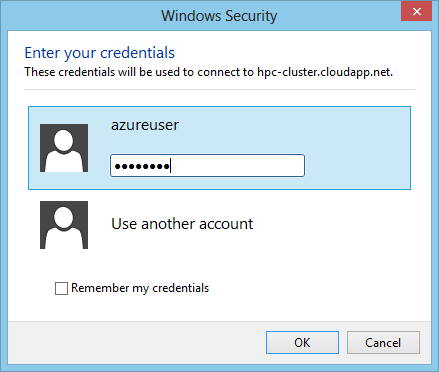 Windows Security
Enter your credentials
These credentials will be used to connect to hpc-cluster.cloudapp.net.
azureuser
••••••••
Use another account
Remember my credentials
OK
Cancel